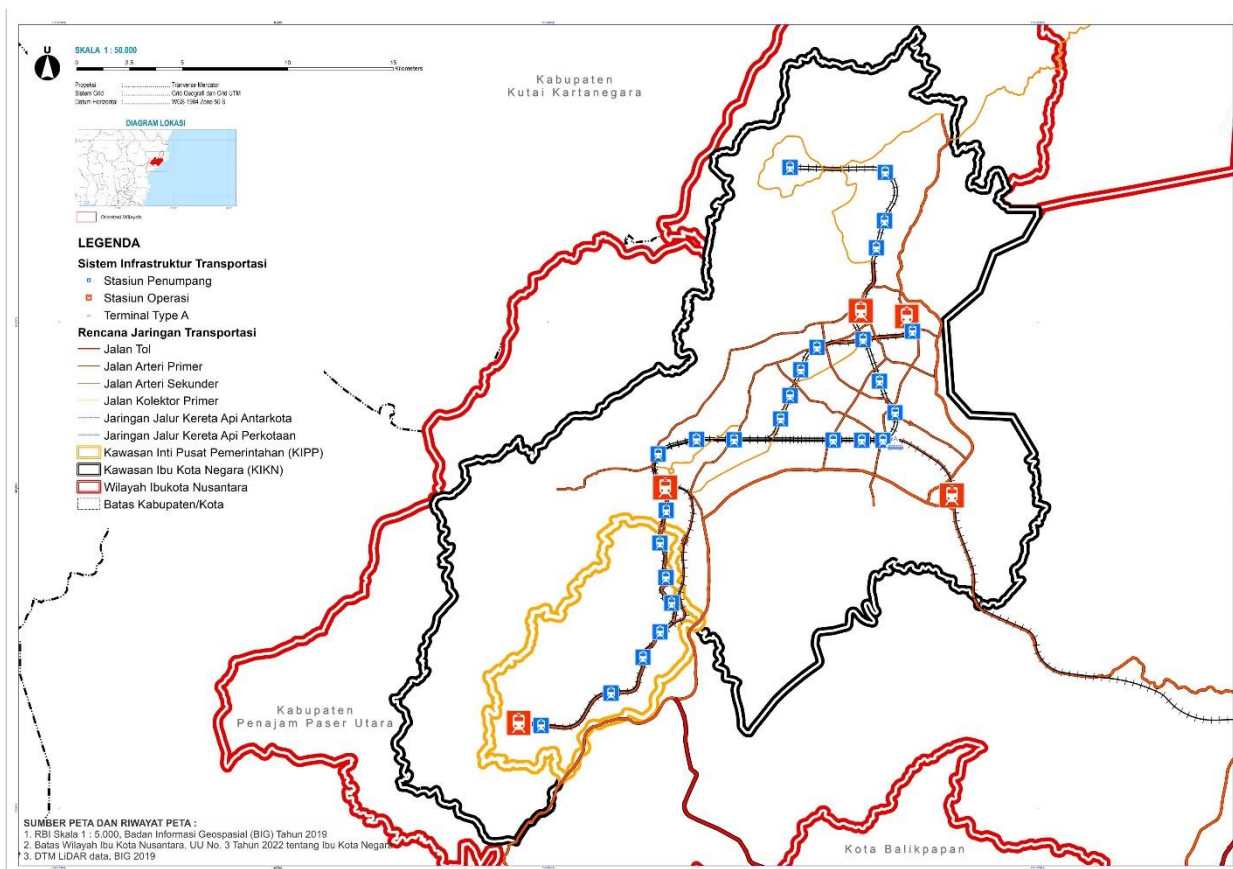 U
SKALA 1 : 50.000
0 2.5 5 10 15
Kilometers
Proyeksi : Tranverse Mercator
Sistem Grid : Grid Geografi dan Grid UTM
Datum Horizontal : WGS 1984 Zone 50 S
DIAGRAM LOKASI
Orientasi Wilayah
LEGENDA
Sistem Infrastruktur Transportasi
Stasiun Penumpang
Stasiun Operasi
Terminal Type A
Rencana Jaringan Transportasi
Jalan Tol
Jalan Arteri Primer
Jalan Arteri Sekunder
Jalan Kolektor Primer
Jaringan Jalur Kereta Api Antarkota
Jaringan Jalur Kereta Api Perkotaan
Kawasan Inti Pusat Pemerintahan (KIPP)
Kawasan Ibu Kota Negara (KIKN)
Wilayah Ibukota Nusantara
Batas Kabupaten/Kota
Kabupaten
Kutai Kartanegara
Kabupaten
Penajam Paser Utara
Kota Balikpapan
SUMBER PETA DAN RIWAYAT PETA :
1. RBI Skala 1 : 5.000, Badan Informasi Geospasial (BIG) Tahun 2019
2. Batas Wilayah Ibu Kota Nusantara, UU No. 3 Tahun 2022 tentang Ibu Kota Negara
3. DTM LiDAR data, BIG 2019